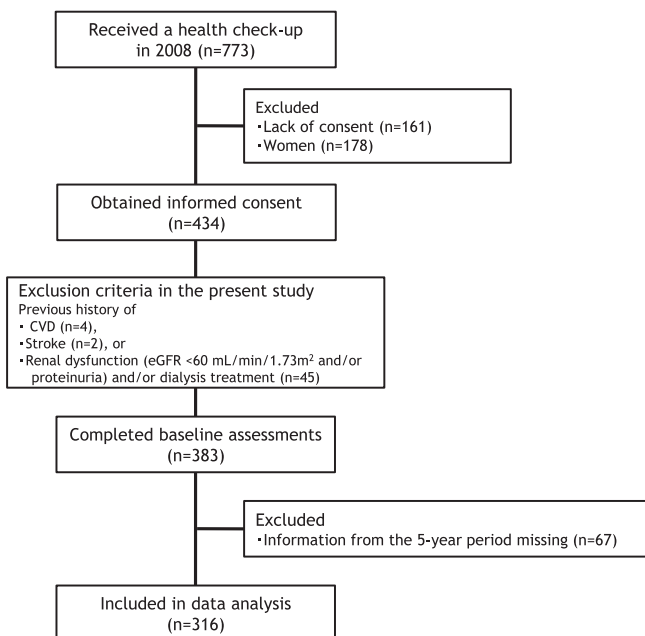 Received a health check-up
in 2008 (n=773)
Excluded
・Lack of consent (n=161)
・Women (n=178)
Obtained informed consent
(n=434)
Exclusion criteria in the present study
Previous history of
・ CVD (n=4),
・Stroke (n=2), or
・Renal dysfunction (eGFR <60 mL/min/1.73m² and/or
proteinuria) and/or dialysis treatment (n=45)
Completed baseline assessments
(n=383)
Excluded
・Information from the 5-year period missing (n=67)
Included in data analysis
(n=316)